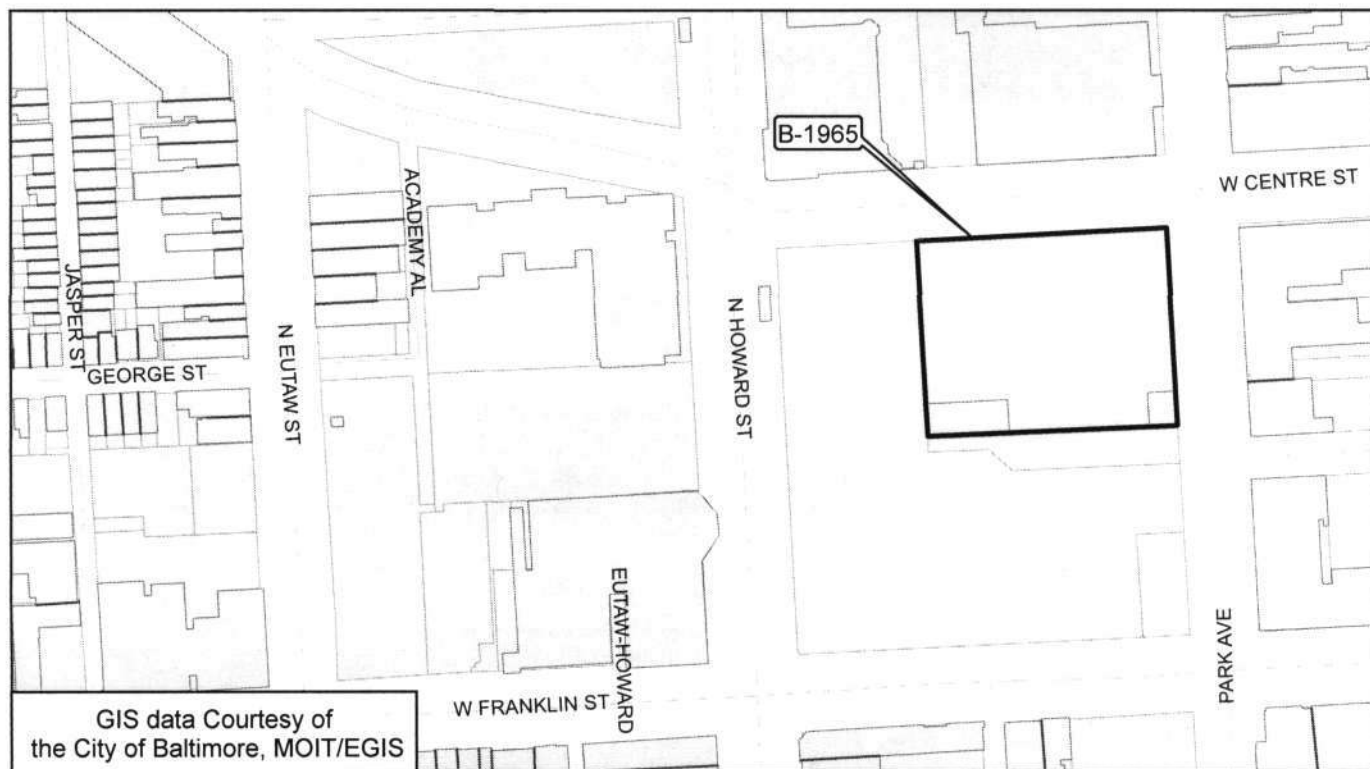 B-1965
W CENTRE ST
ACADEMY AL
JASPER ST
N EUTAW ST
GEORGE ST
N HOWARD ST
EUTAW-HOWARD
PARK AVE
W FRANKLIN ST
GIS data Courtesy of
the City of Baltimore, MOIT/EGIS